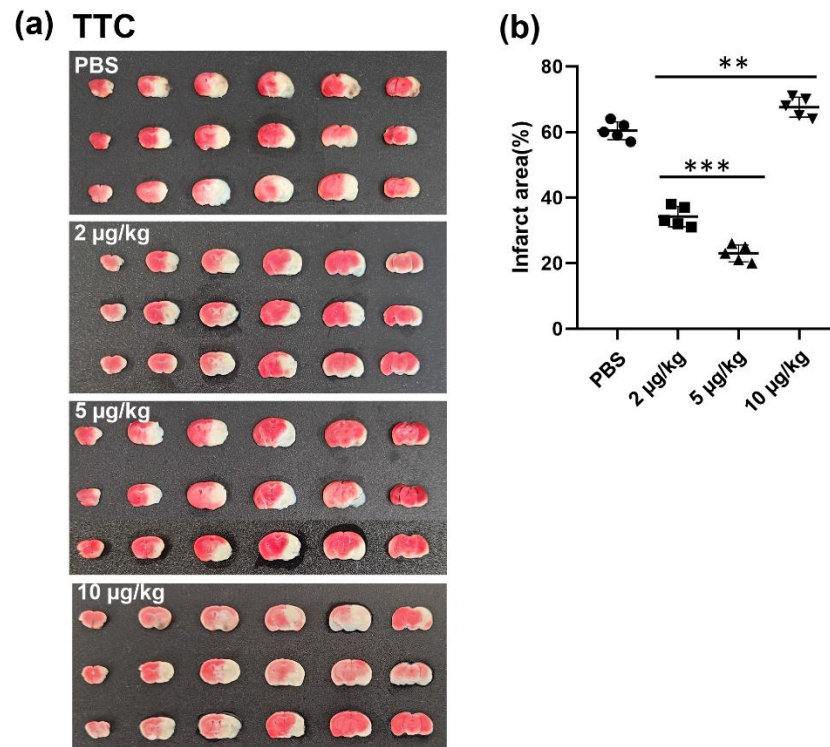 (a) TTC
PBS
2 µg/kg
5 µg/kg
10 µg/kg
(b)
Infarct area(%)
80
60
40
20
0
**
***
PBS
2 µg/kg
5 µg/kg
10 µg/kg